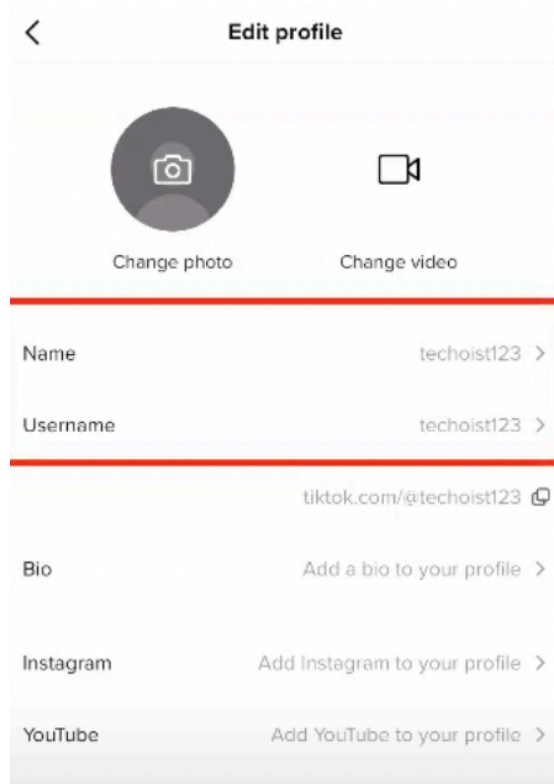 Edit profile
Change photo Change video
Name techoist123
Username techoist123
tiktok.com/@techoist123
Bio Add a bio to your profile
Instagram Add Instagram to your profile
YouTube Add YouTube to your profile